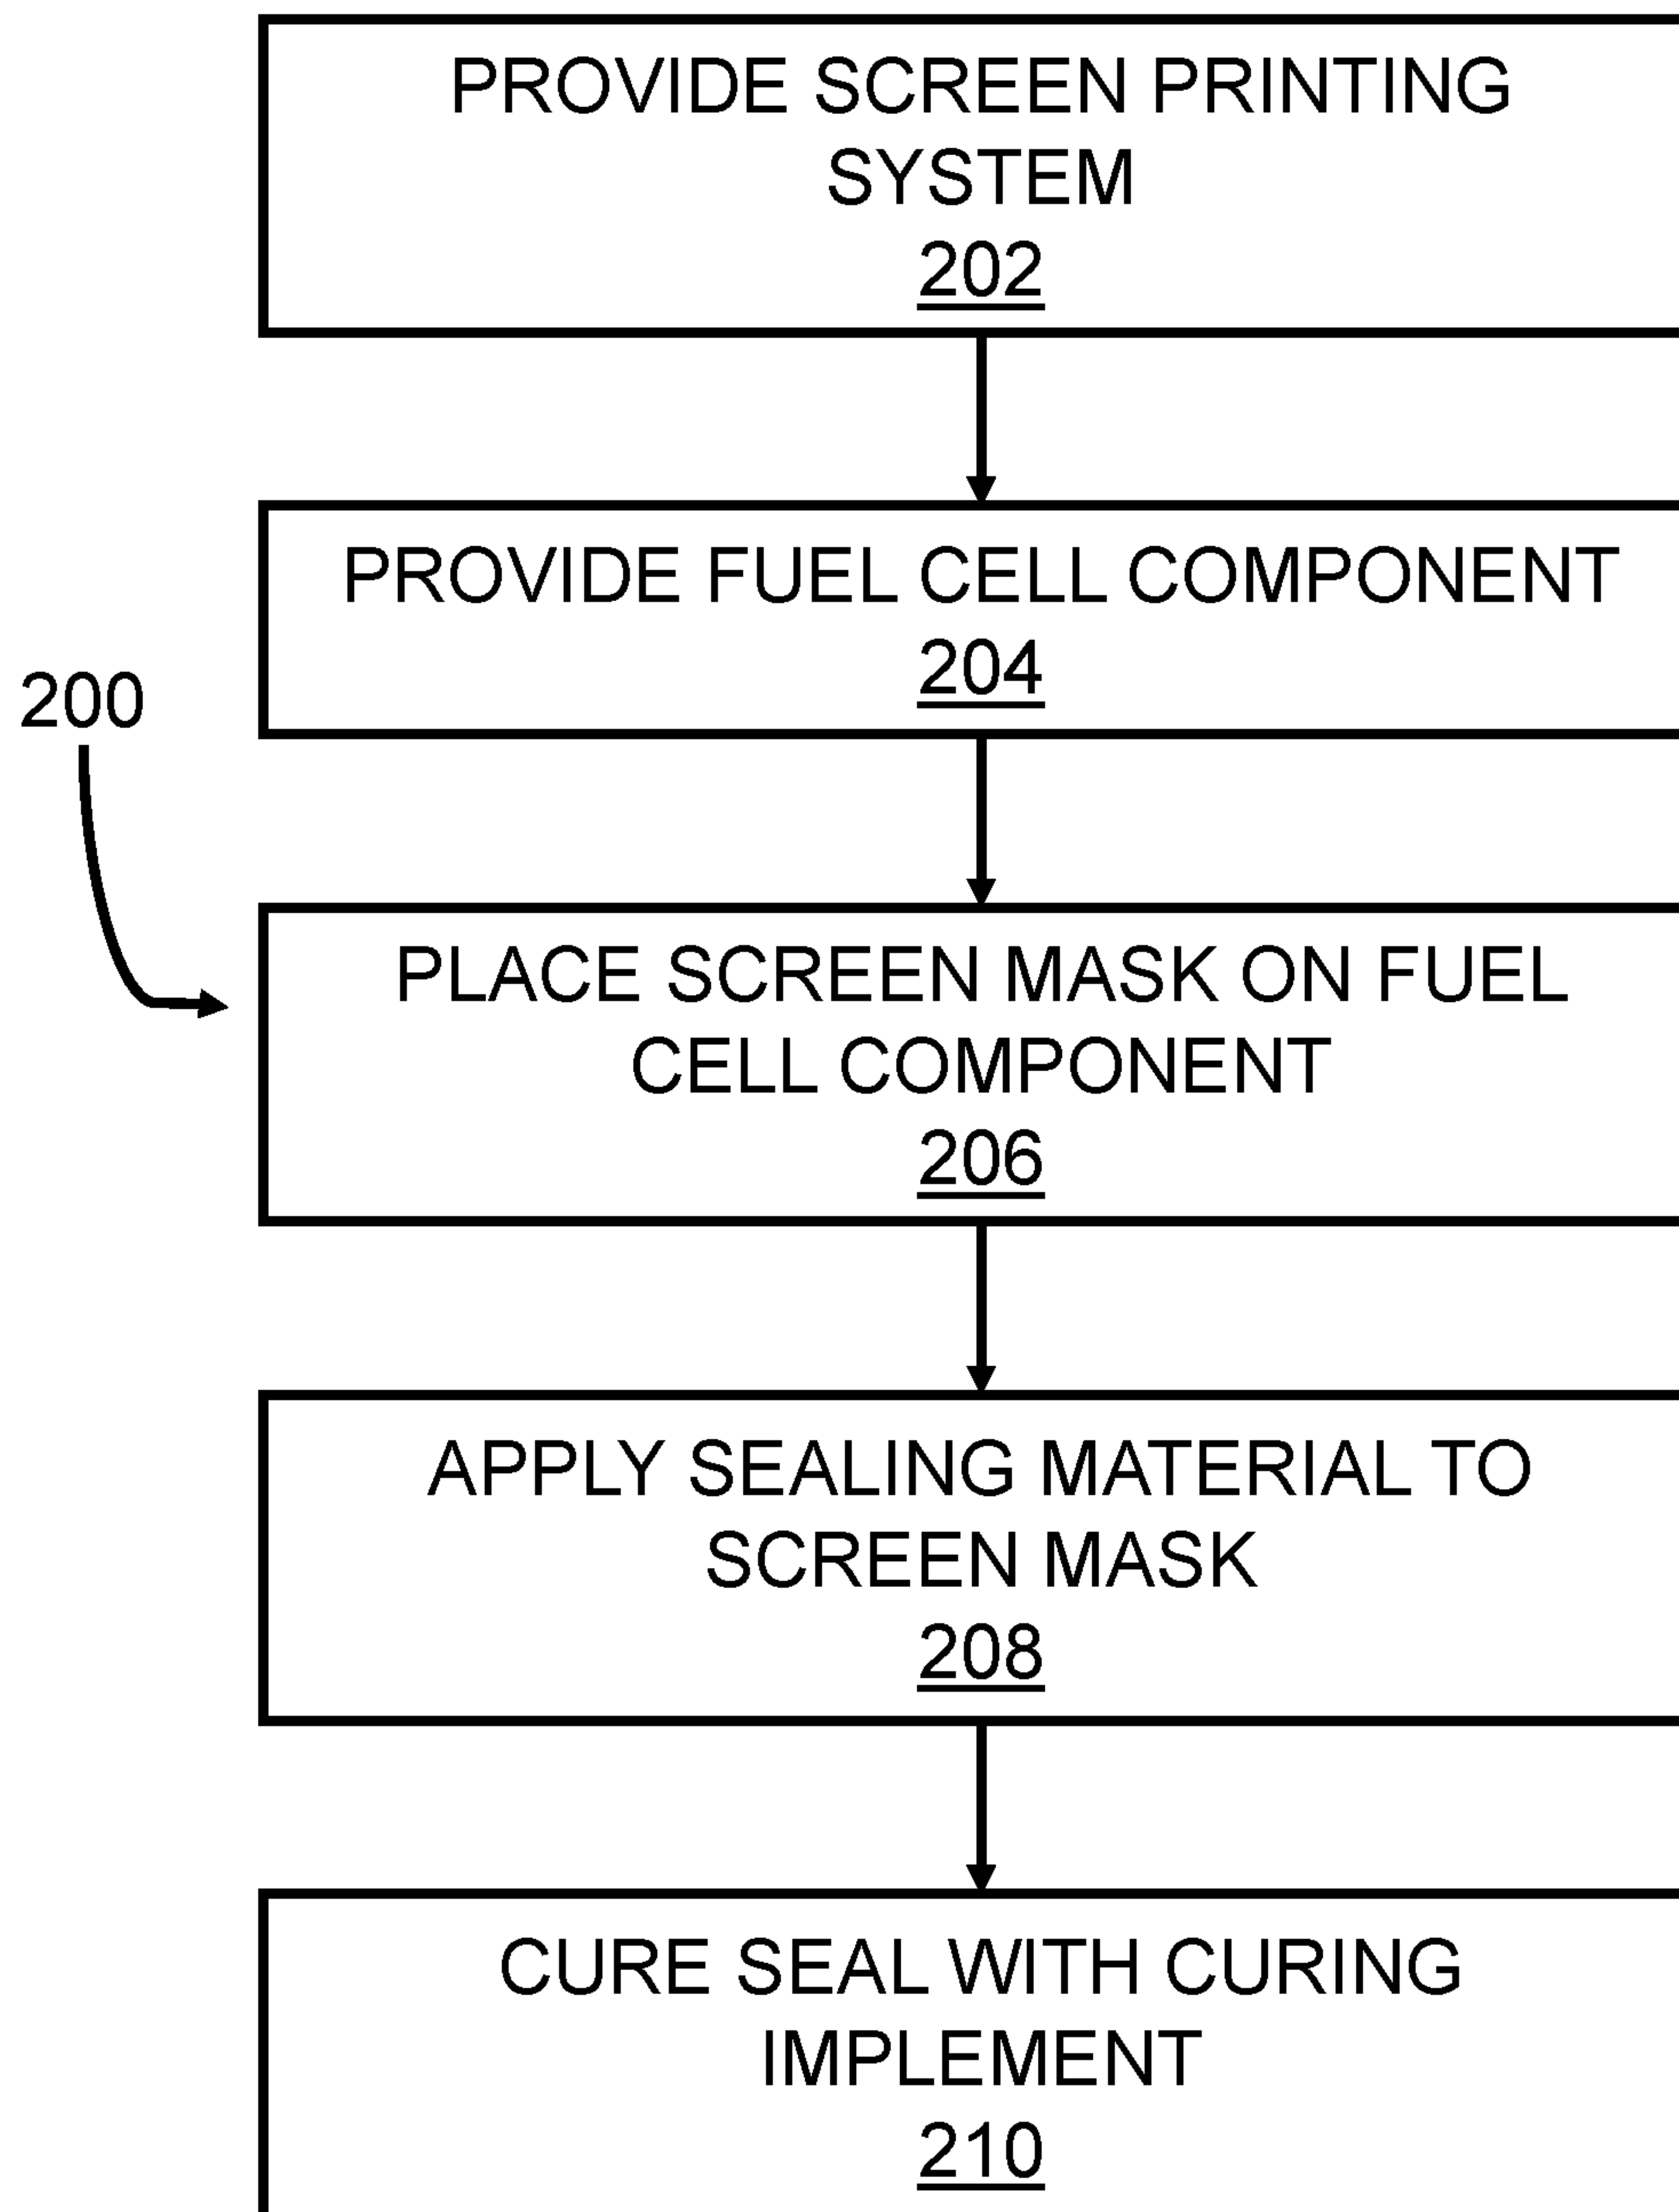 PROVIDE SCREEN PRINTING
SYSTEM
202
PROVIDE FUEL CELL COMPONENT
204
200
PLACE SCREEN MASK ON FUEL
CELL COMPONENT
206
APPLY SEALING MATERIAL TO
SCREEN MASK
208
CURE SEAL WITH CURING
IMPLEMENT
210